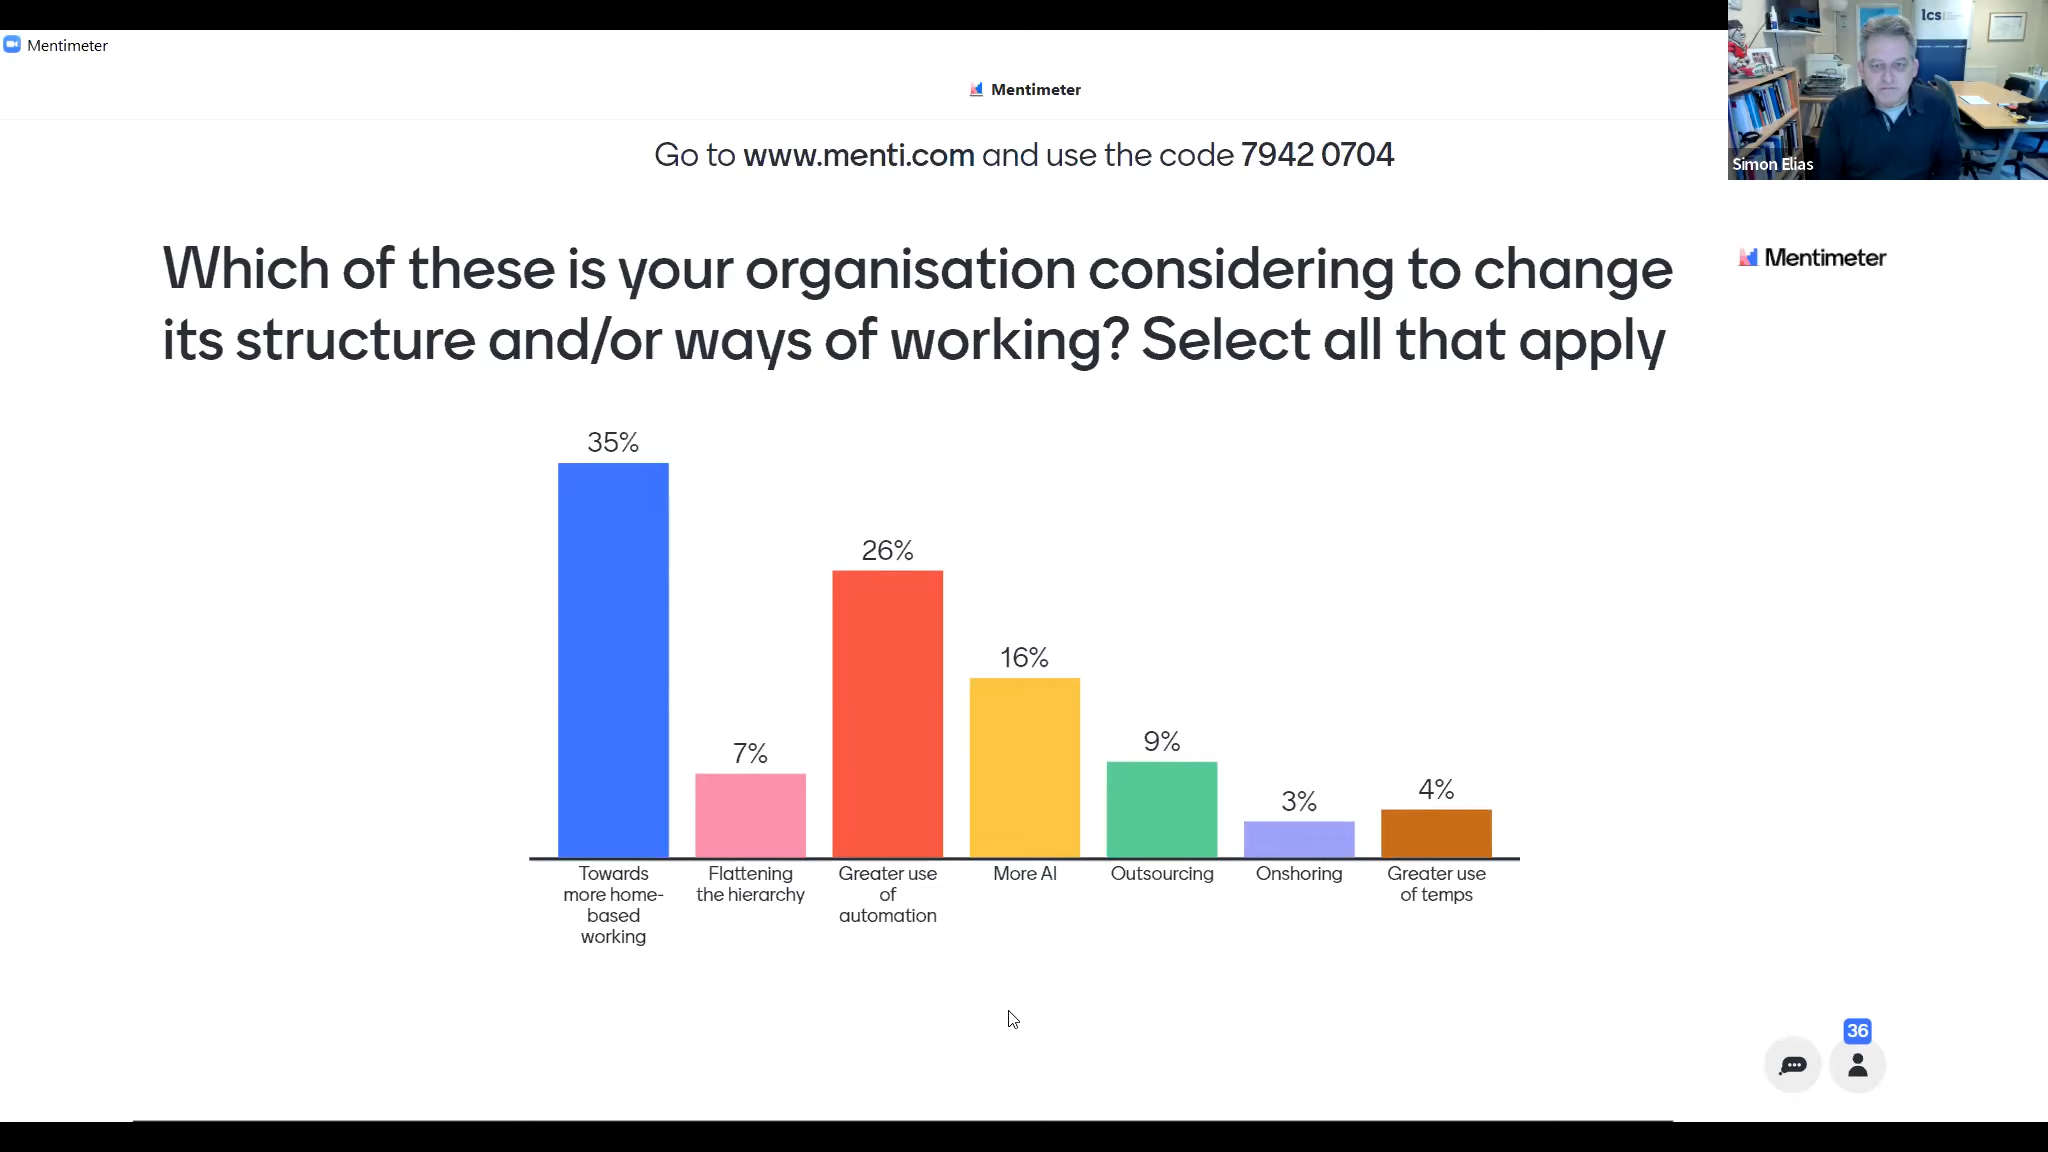 Mentimeter
Mentimeter
lcs
Simon Elias
Go to www.menti.com and use the code 7942 0704
Which of these is your organisation considering to change
its structure and/or ways of working? Select all that apply
Mentimeter
35%
7%
26%
16%
9%
3%
4%
Towards
more home-
based
working
Flattening
the hierarchy
Greater use
of
automation
More AI
Outsourcing
Onshoring
Greater use
of temps
36